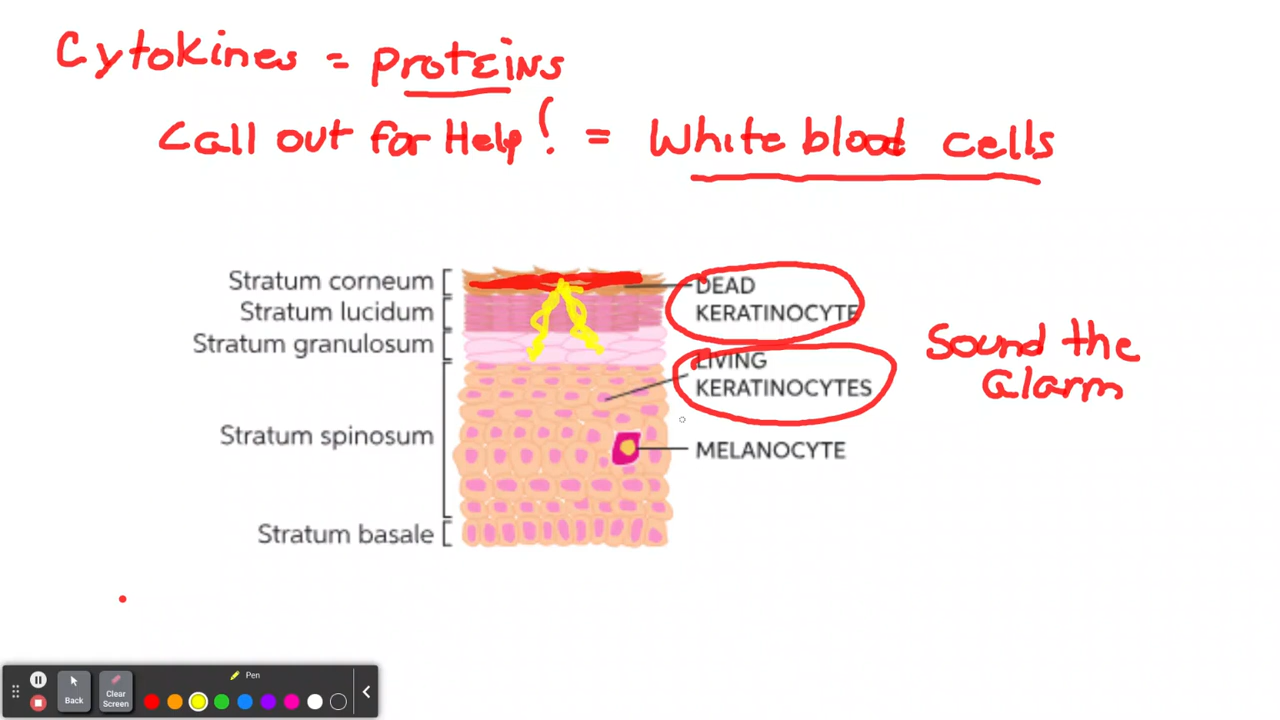 Cytokines = proteins
Call out for Help! = White blood cells
Stratum corneum
Stratum lucidum
Stratum granulosum
Stratum spinosum
Stratum basale
DEAD
KERATINOCYTE
LIVING
KERATINOCYTES
MELANOCYTE
Sound the
alarm
Pen
Back
Clear
Screen